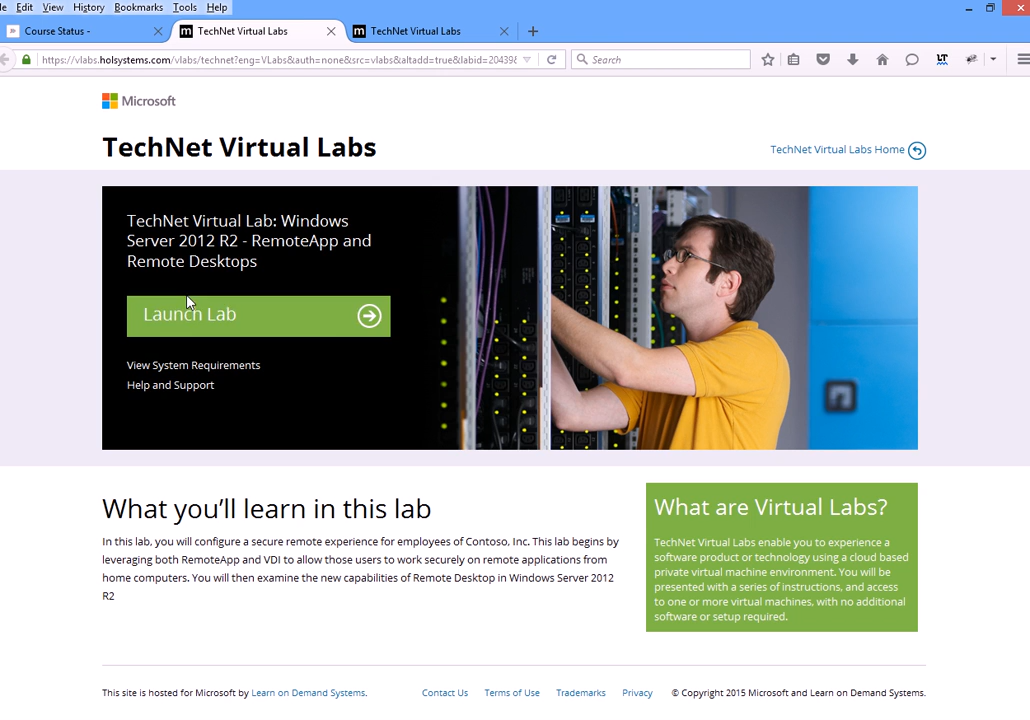 Edit View History Bookmarks Tools Help
Course Status -
TechNet Virtual Labs
TechNet Virtual Labs
https://vlabs.holsystems.com/vlabs/technet?eng=VLabs&auth=none&src=vlabs&altadd=true&labid=20439
Search
Microsoft
TechNet Virtual Labs
TechNet Virtual Labs Home
TechNet Virtual Lab: Windows
Server 2012 R2 - RemoteApp and
Remote Desktops
Launch Lab
View System Requirements
Help and Support
What you’ll learn in this lab
In this lab, you will configure a secure remote experience for employees of Contoso, Inc. This lab begins by
leveraging both RemoteApp and VDI to allow those users to work securely on remote applications from
home computers. You will then examine the new capabilities of Remote Desktop in Windows Server 2012
R2
What are Virtual Labs?
TechNet Virtual Labs enable you to experience a
software product or technology using a cloud based
private virtual machine environment. You will be
presented with a series of instructions, and access
to one or more virtual machines, with no additional
software or setup required.
This site is hosted for Microsoft by Learn on Demand Systems.
Contact Us Terms of Use Trademarks Privacy © Copyright 2015 Microsoft and Learn on Demand Systems.